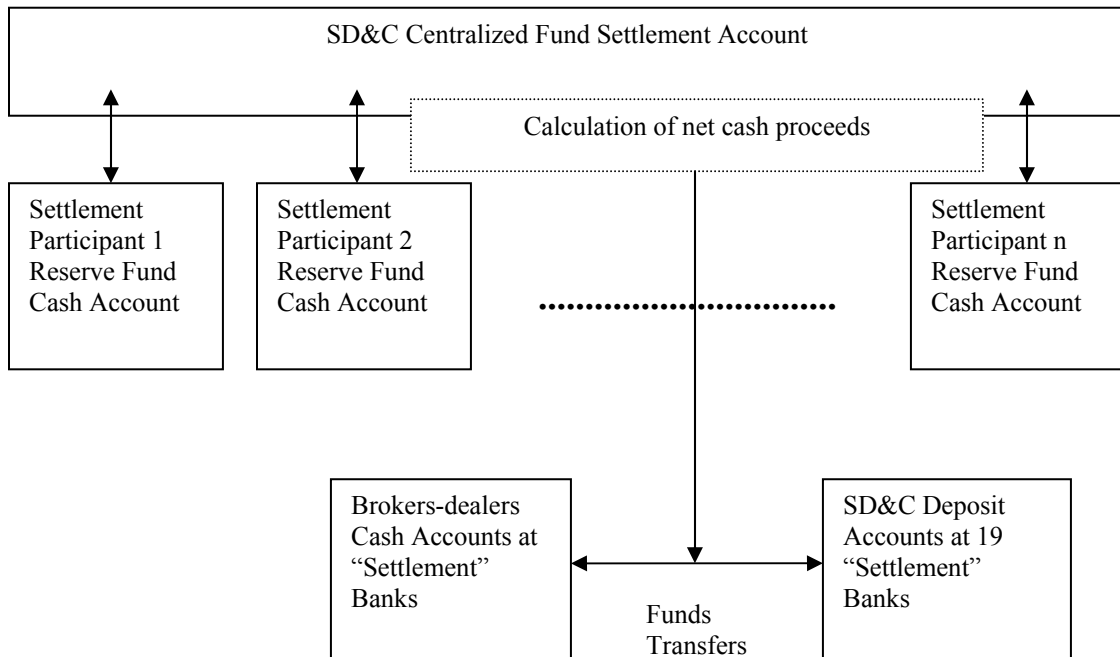 SD&C Centralized Fund Settlement Account
Calculation of net cash proceeds
Settlement
Participant 1
Reserve Fund
Cash Account
Settlement
Participant 2
Reserve Fund
Cash Account
Settlement
Participant n
Reserve Fund
Cash Account
Brokers-dealers
Cash Accounts at
“Settlement”
Banks
SD&C Deposit
Accounts at 19
“Settlement”
Banks
Funds
Transfers